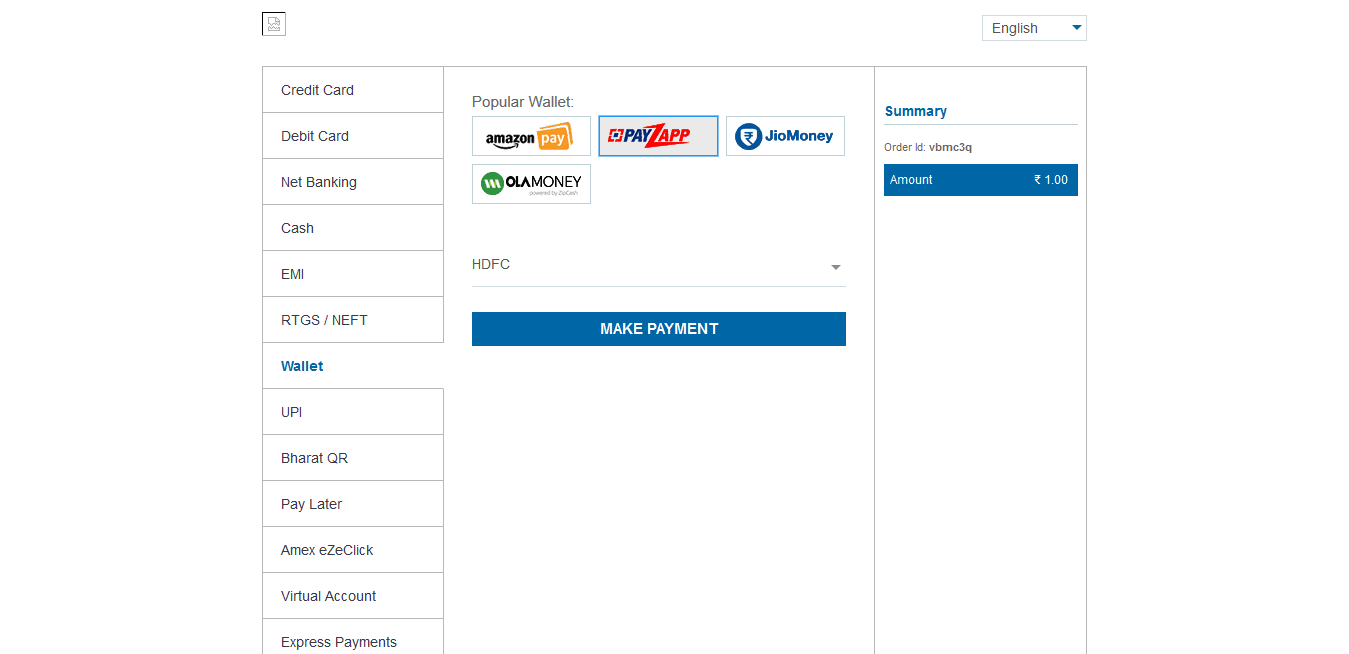 English
Credit Card
Debit Card
Net Banking
Cash
EMI
RTGS / NEFT
Wallet
UPI
Bharat QR
Pay Later
Amex eZeClick
Virtual Account
Express Payments
Popular Wallet:
amazon pay
PAYZAPP
JioMoney
OLAMONEY
powered by ZipCash
HDFC
MAKE PAYMENT
Summary
Order Id: vbmc3q
Amount ₹ 1.00